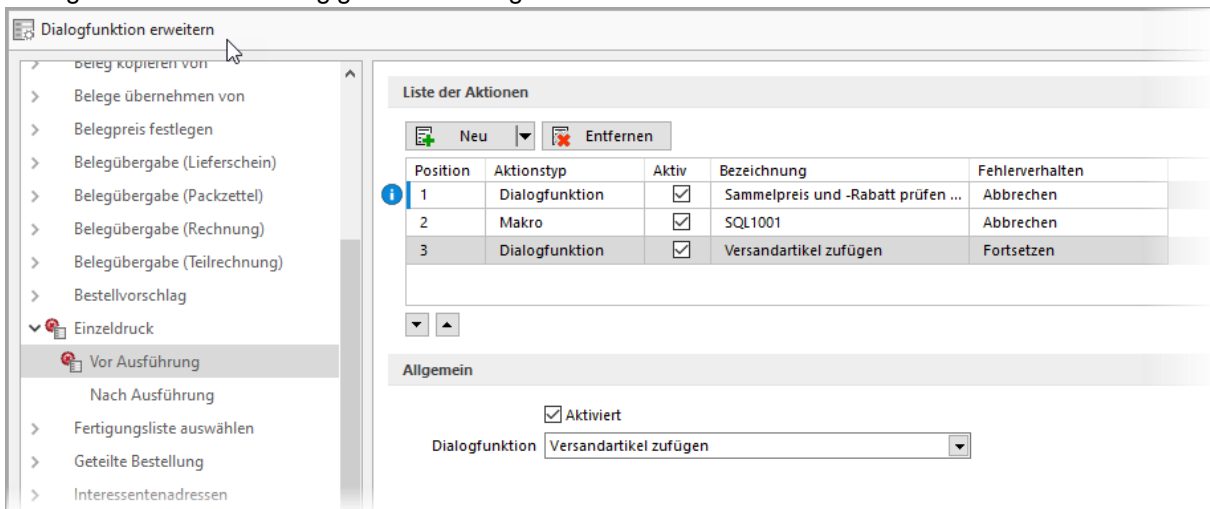 Dialogfunktion erweitern
Beleg kopieren von
Belege übernehmen von
Belegpreis festlegen
Belegübergabe (Lieferschein)
Belegübergabe (Packzettel)
Belegübergabe (Rechnung)
Belegübergabe (Teilrechnung)
Bestellvorschlag
Einzeldruck
Vor Ausführung
Nach Ausführung
Fertigungsliste auswählen
Geteilte Bestellung
Interessentenadressen
Liste der Aktionen
Neu Entfernen
Position Aktionstyp Aktiv Bezeichnung Fehlerverhalten
1 Dialogfunktion Sammelpreis und -Rabatt prüfen ... Abbrechen
2 Makro SQL1001 Abbrechen
3 Dialogfunktion Versandartikel zufügen Fortsetzen
Allgemein
Aktiviert
Dialogfunktion Versandartikel zufügen